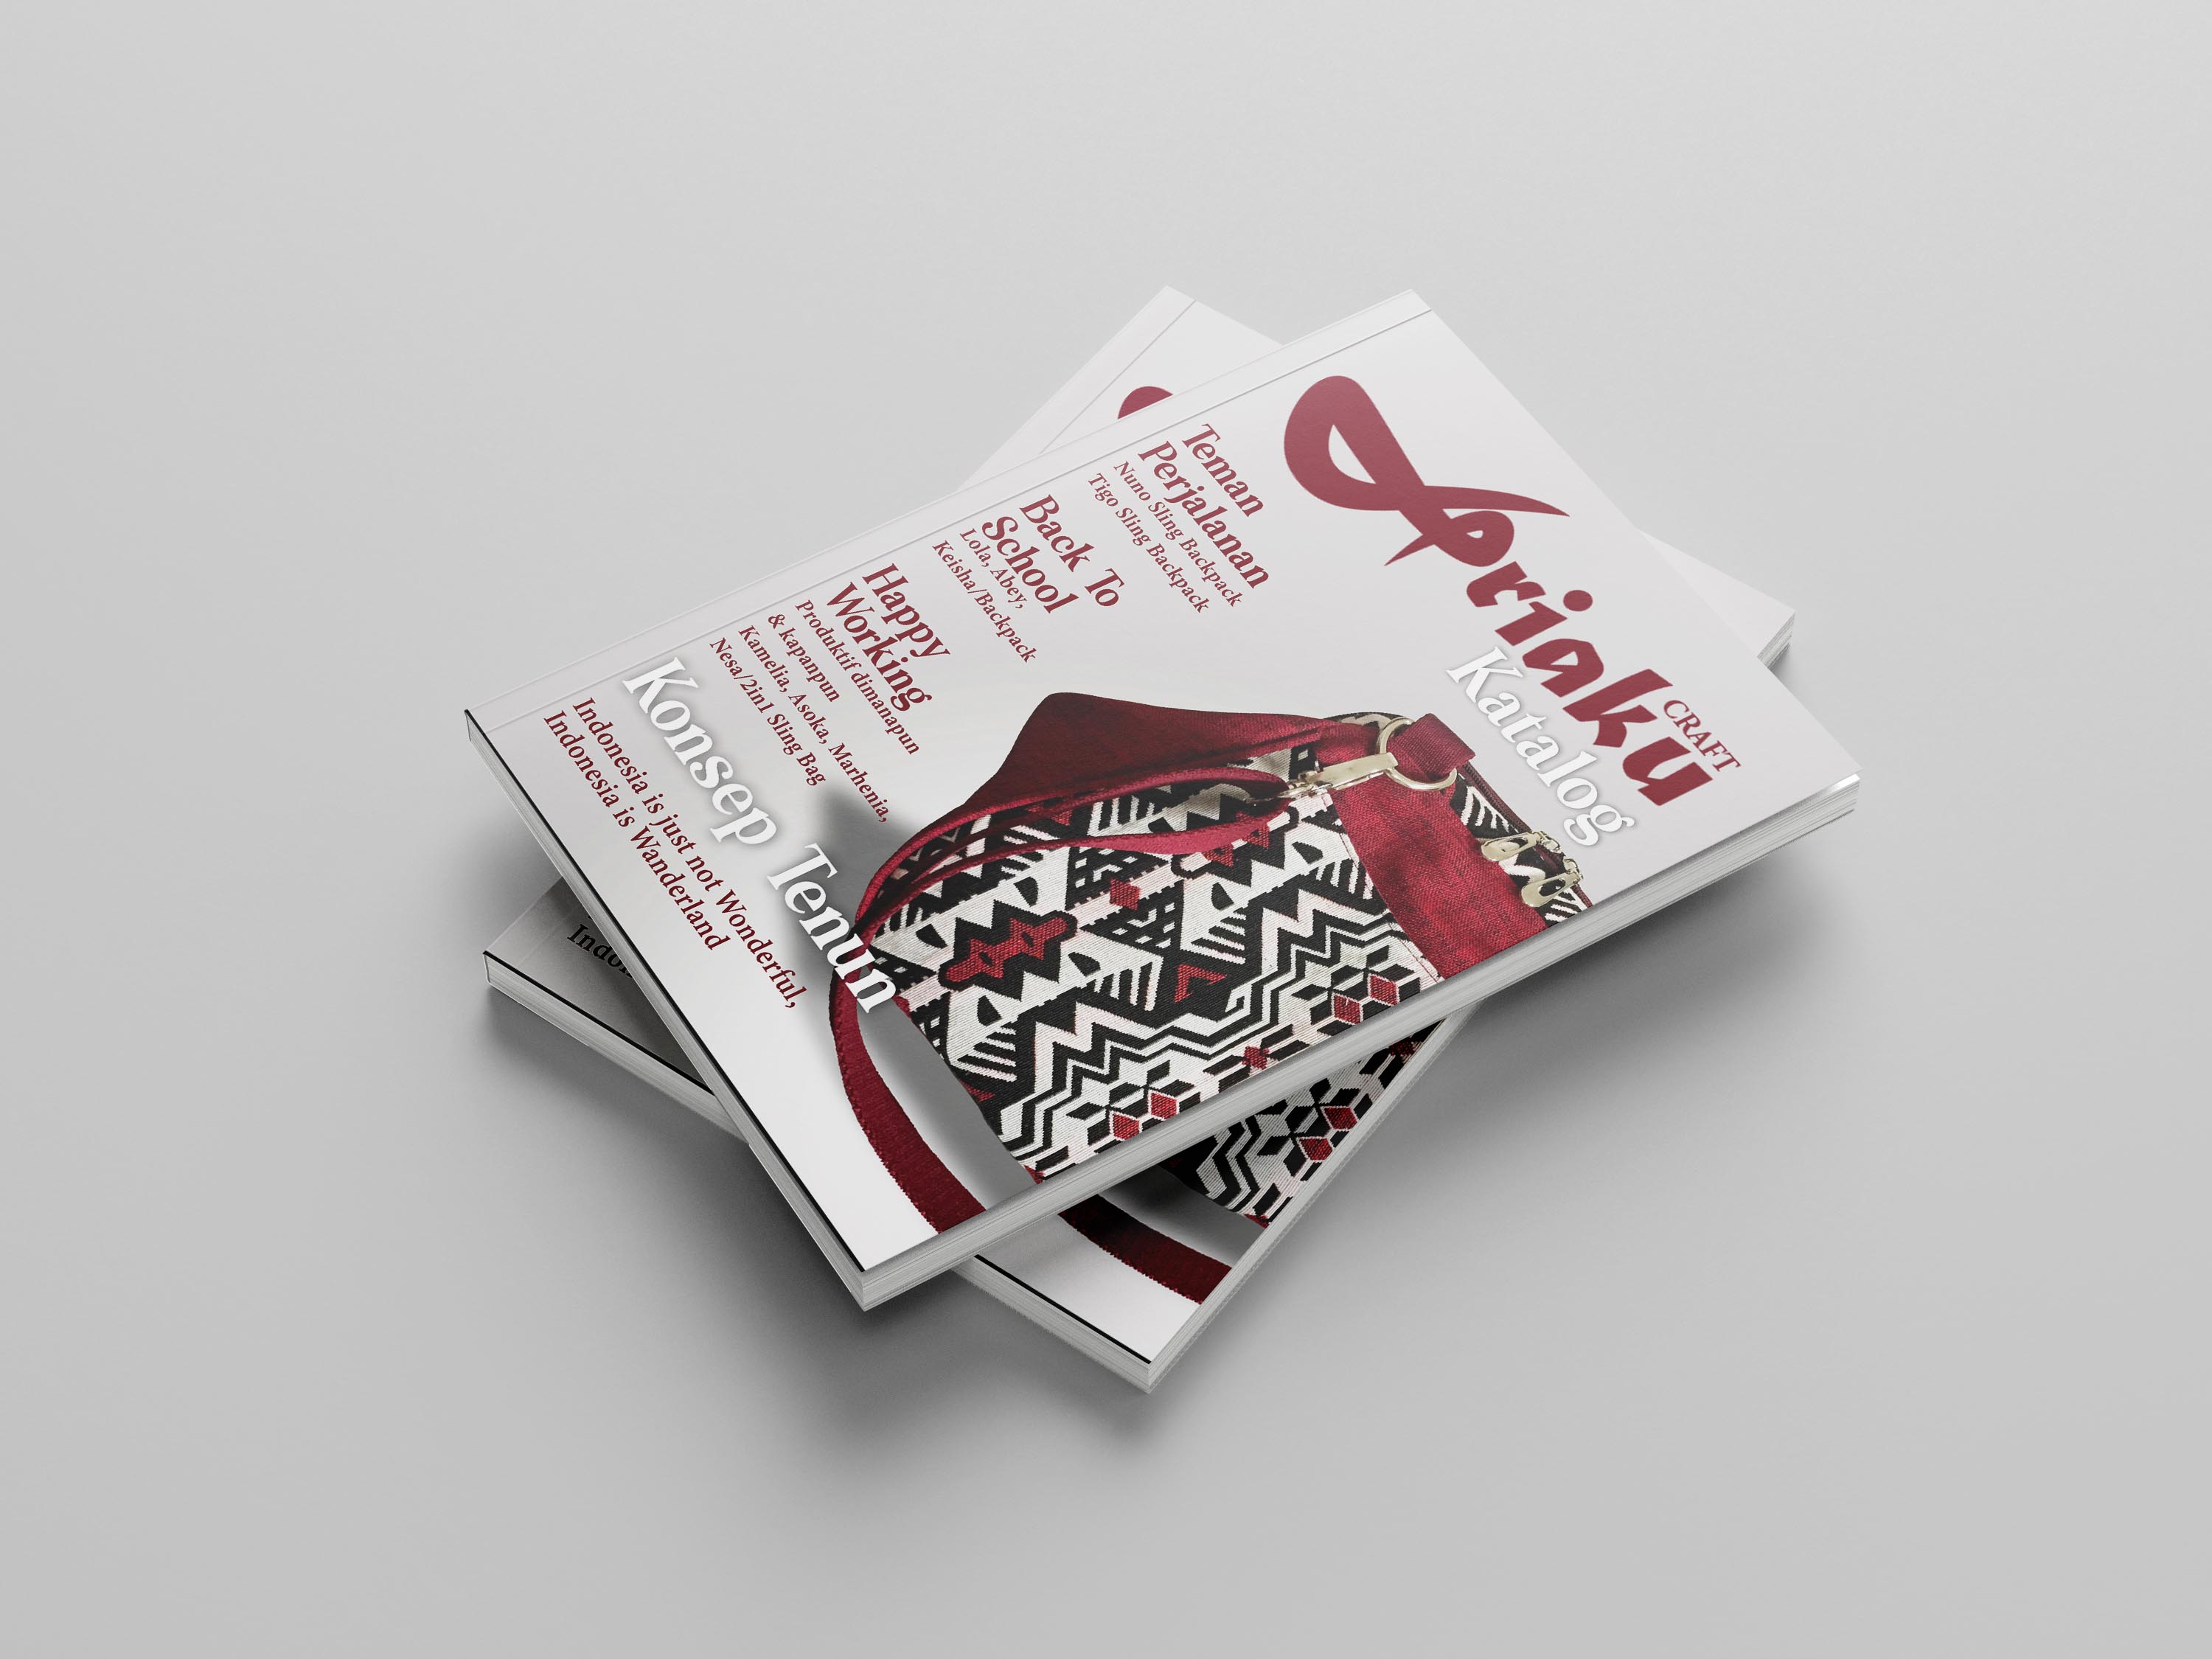 Apriaku
CRAFT
Katalog
Teman
Perjalanan
Nuno Sling Backpack
Tigo Sling Backpack
Back To
School
Lola, Abey,
Keisha/Backpack
Happy
Working
Produktif dimanapun
& kapanpun
Kamelia, Asoka, Marhenia,
Nesa/2in1 Sling Bag
Konsep Tenun
Indonesia is just not Wonderful,
Indonesia is Wanderland